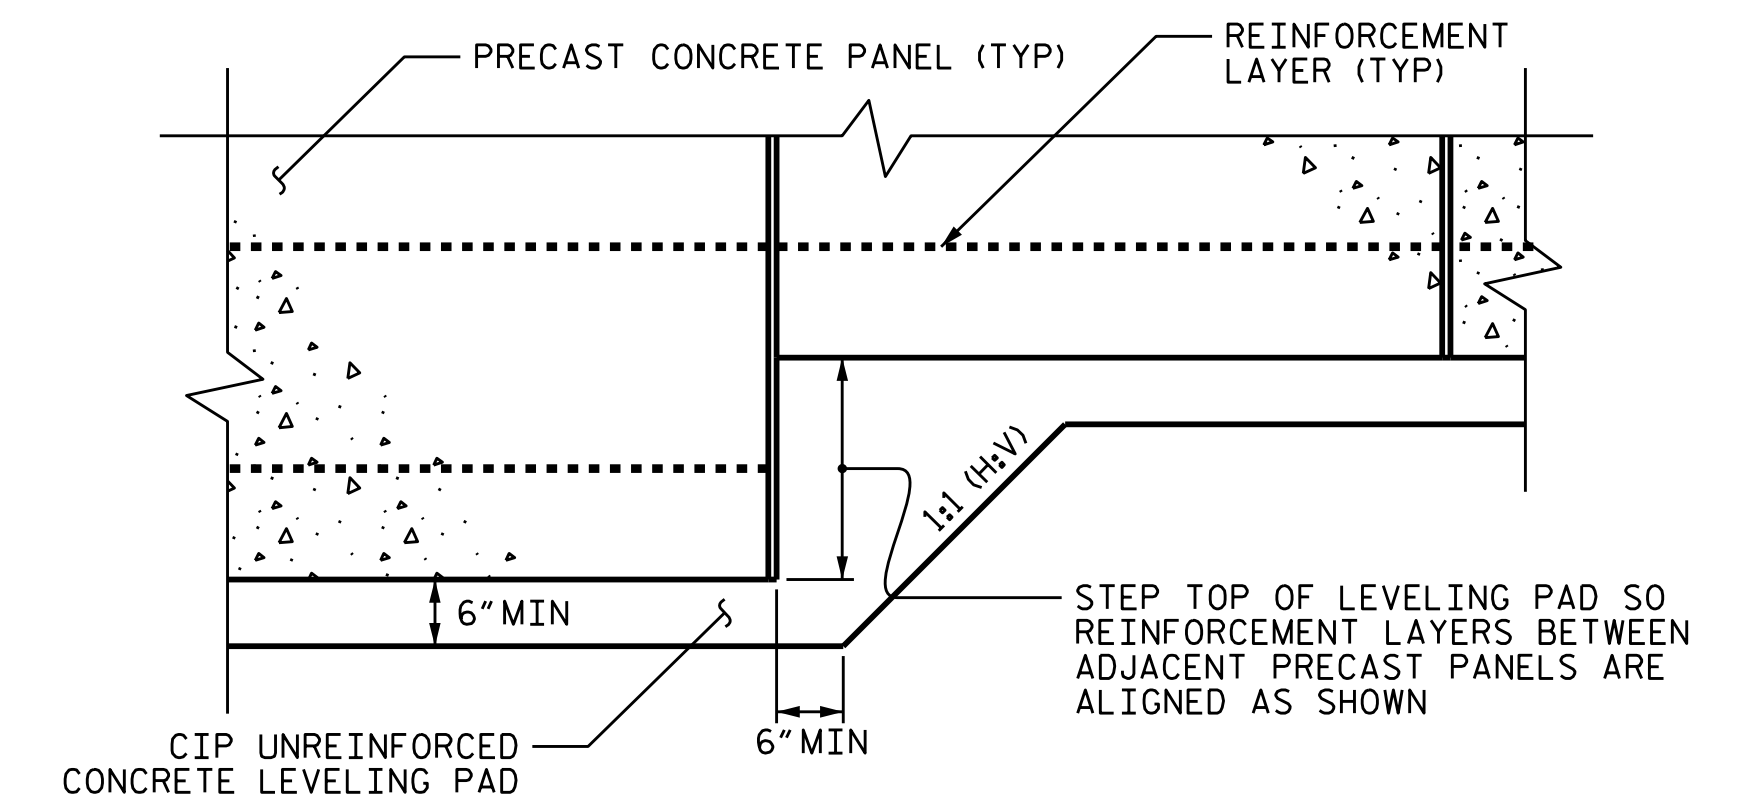 PRECAST CONCRETE PANEL (TYP)
REINFORCEMENT
LAYER (TYP)
1:1 (H:V)
6" MIN
STEP TOP OF LEVELING PAD SO
REINFORCEMENT LAYERS BETWEEN
ADJACENT PRECAST PANELS ARE
ALIGNED AS SHOWN
6" MIN
CIP UNREINFORCED
CONCRETE LEVELING PAD